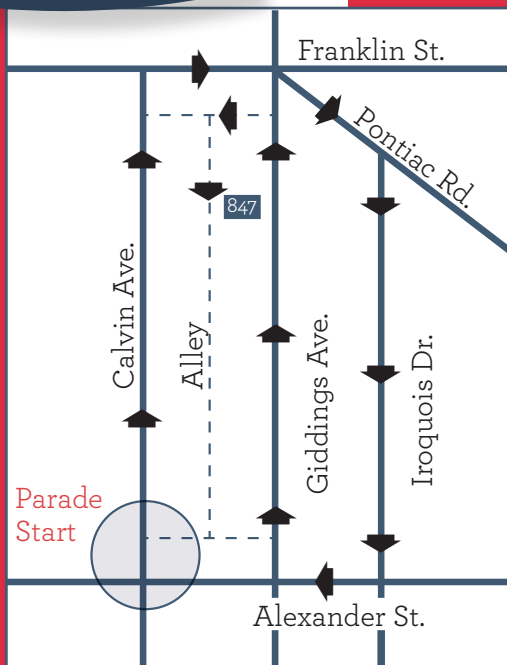 Franklin St.
Pontiac Rd.
847
Calvin Ave.
Alley
Giddings Ave.
Iroquois Dr.
Parade
Start
Alexander St.